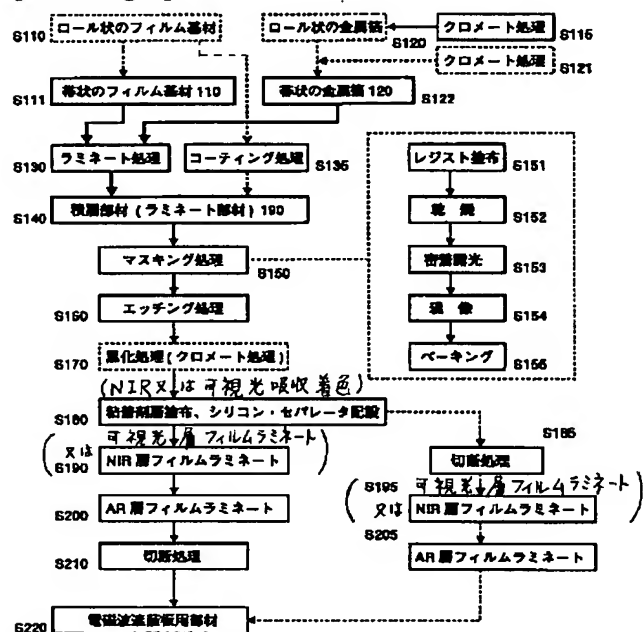 S110 ロール状のフィルム基材
ロール状の金属箔 S120
クロメート処理 S115
クロメート処理 S121
S111 帯状のフィルム基材 110
帯状の金属箔 120 S122
S130 ラミネート処理
コーティング処理 S135
S140 積層部材 (ラミネート部材) 190
マスキング処理 S150
S160 エッチング処理
S170 黒化処理 (クロメート処理)
(NIR又は可視光吸収着色)
S180 粘着剤層塗布、シリコン・セパレータ配設
(又は 可視光層フィルムラミネート)
S190 NIR 層フィルムラミネート
S200 AR 層フィルムラミネート
S210 切断処理
S220 電磁波遮蔽板用部材
レジスト塗布 S151
乾 燥 S152
密着露光 S153
現 像 S154
ベーキング S155
S185
切断処理
(S195 可視光層フィルムラミネート
又は NIR 層フィルムラミネート)
S205
AR 層フィルムラミネート